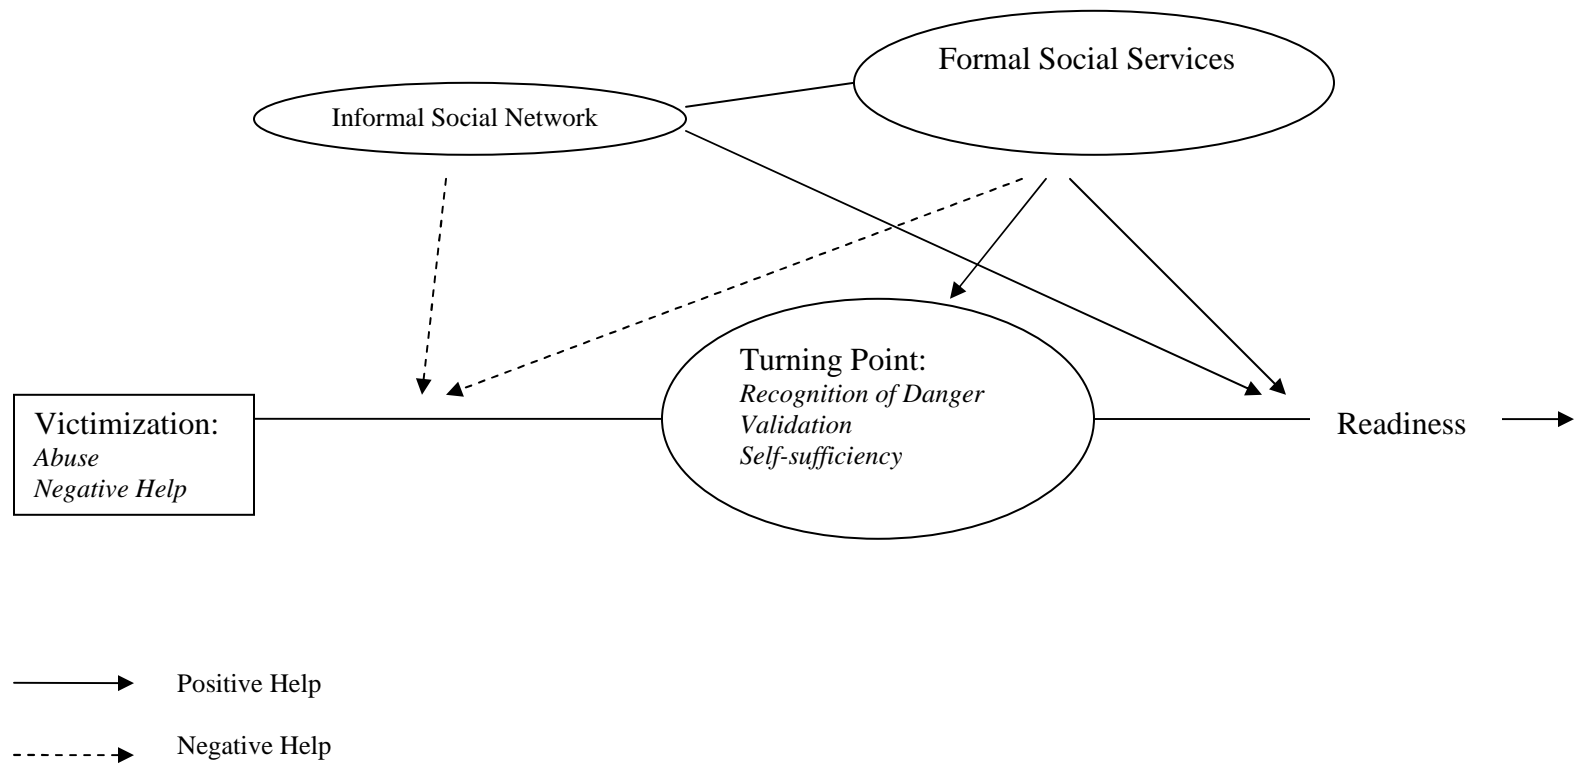 Formal Social Services
Informal Social Network
Turning Point:
Recognition of Danger
Validation
Self-sufficiency
Victimization:
Abuse
Negative Help
Readiness
Positive Help
Negative Help